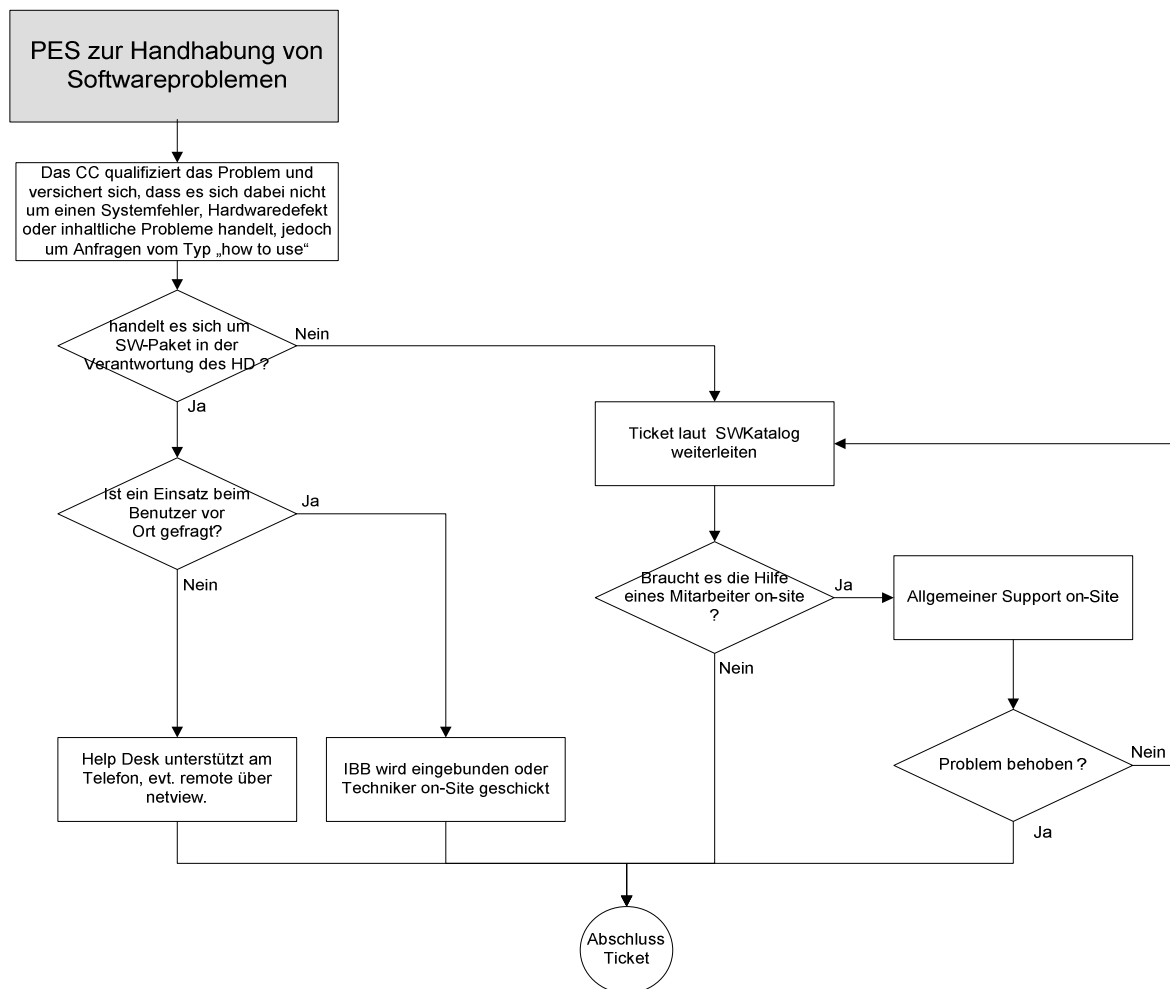 PES zur Handhabung von
Softwareproblemen
Das CC qualifiziert das Problem und
versichert sich, dass es sich dabei nicht
um einen Systemfehler, Hardwaredefekt
oder inhaltliche Probleme handelt, jedoch
um Anfragen vom Typ „how to use“
handelt es sich um
SW-Paket in der
Verantwortung des HD ?
Nein
Ja
Ticket laut SWKatalog
weiterleiten
Ist ein Einsatz beim
Benutzer vor
Ort gefragt?
Ja
Nein
Braucht es die Hilfe
eines Mitarbeiter on-site
?
Ja
Nein
Allgemeiner Support on-Site
Help Desk unterstützt am
Telefon, evt. remote über
netview.
IBB wird eingebunden oder
Techniker on-Site geschickt
Problem behoben ?
Nein
Ja
Abschluss
Ticket